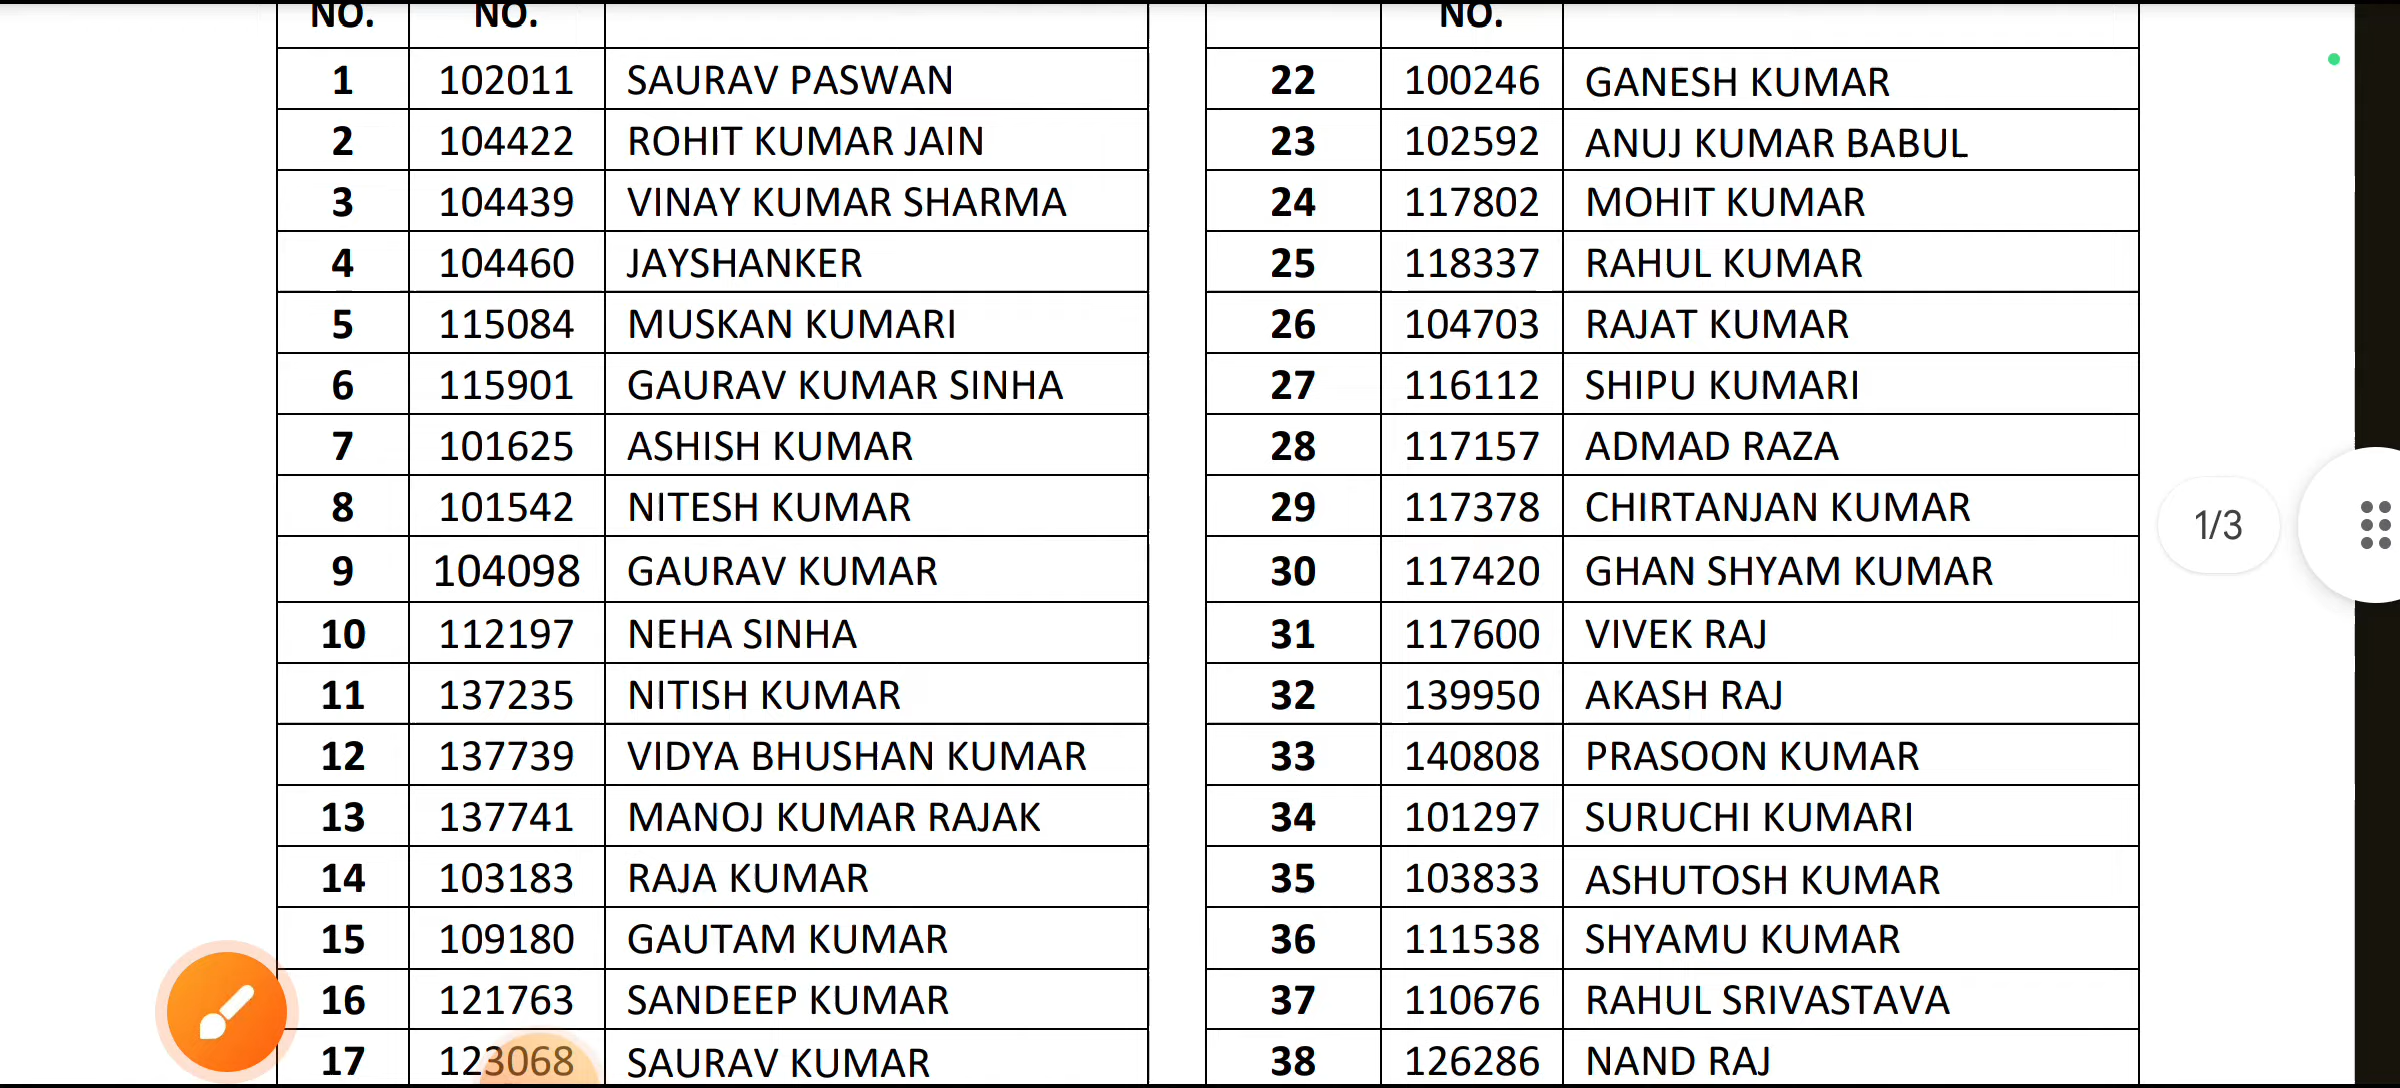 NO. NO. NO.
1 102011 SAURAV PASWAN 22 100246 GANESH KUMAR
2 104422 ROHIT KUMAR JAIN 23 102592 ANUJ KUMAR BABUL
3 104439 VINAY KUMAR SHARMA 24 117802 MOHIT KUMAR
4 104460 JAYSHANKER 25 118337 RAHUL KUMAR
5 115084 MUSKAN KUMARI 26 104703 RAJAT KUMAR
6 115901 GAURAV KUMAR SINHA 27 116112 SHIPU KUMARI
7 101625 ASHISH KUMAR 28 117157 ADMAD RAZA
8 101542 NITESH KUMAR 29 117378 CHIRTANJAN KUMAR
1/3
9 104098 GAURAV KUMAR 30 117420 GHAN SHYAM KUMAR
10 112197 NEHA SINHA 31 117600 VIVEK RAJ
11 137235 NITISH KUMAR 32 139950 AKASH RAJ
12 137739 VIDYA BHUSHAN KUMAR 33 140808 PRASOON KUMAR
13 137741 MANOJ KUMAR RAJAK 34 101297 SURUCHI KUMARI
14 103183 RAJA KUMAR 35 103833 ASHUTOSH KUMAR
15 109180 GAUTAM KUMAR 36 111538 SHYAMU KUMAR
16 121763 SANDEEP KUMAR 37 110676 RAHUL SRIVASTAVA
17 123068 SAURAV KUMAR 38 126286 NAND RAJ